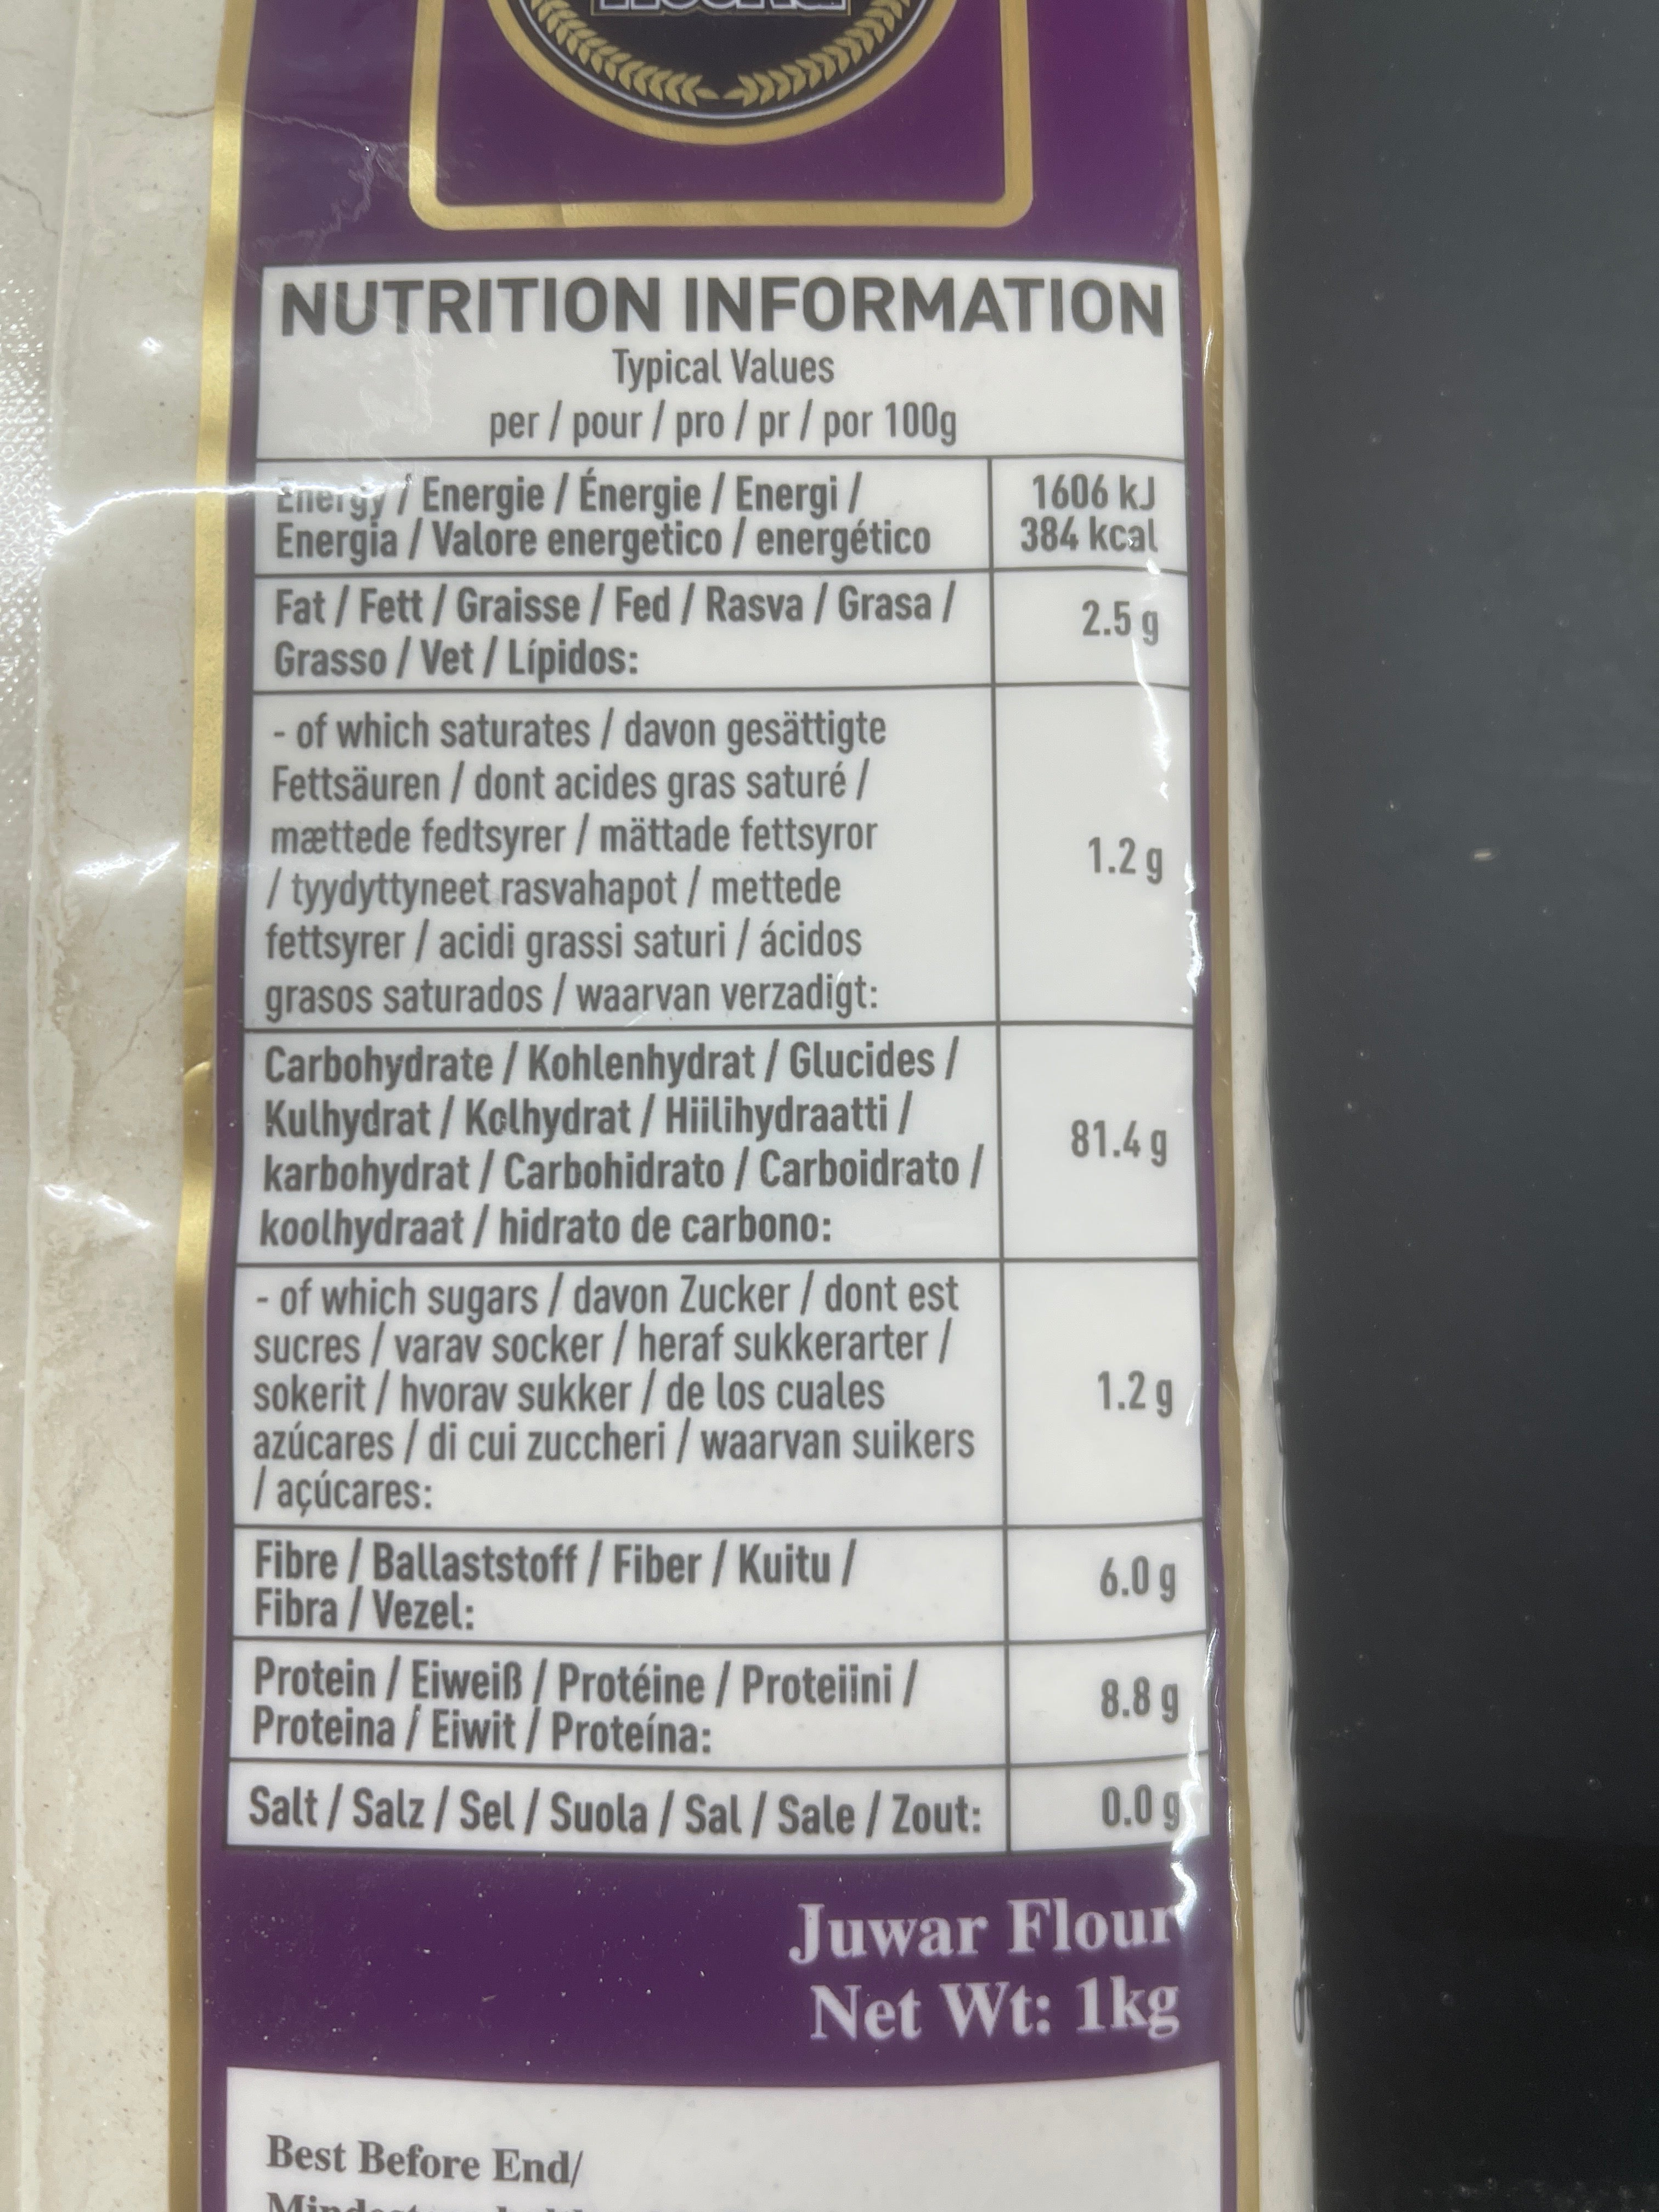 NUTRITION INFORMATION
Typical Values
per / pour / pro / pr / por 100g
Energy / Energie / Énergie / Energi /
Energia / Valore energetico / energético
1606 kJ
384 kcal
Fat / Fett / Graisse / Fed / Rasva / Grasa /
Grasso / Vet / Lípidos:
2.5 g
- of which saturates / davon gesättigte
Fettsäuren / dont acides gras saturé /
mættede fedtsyrer / mättade fettsyror
/ tyydyttyneet rasvahapot / mettede
fettsyrer / acidi grassi saturi / ácidos
grasos saturados / waarvan verzadigt:
1.2 g
Carbohydrate / Kohlenhydrat / Glucides /
Kulhydrat / Kolhydrat / Hiilihydraatti /
karbohydrat / Carbohidrato / Carboidrato /
koolhydraat / hidrato de carbono:
81.4 g
- of which sugars / davon Zucker / dont est
sucres / varav socker / heraf sukkerarter /
sokerit / hvorav sukker / de los cuales
azúcares / di cui zuccheri / waarvan suikers
/ açúcares:
1.2 g
Fibre / Ballaststoff / Fiber / Kuitu /
Fibra / Vezel:
6.0 g
Protein / Eiweiß / Protéine / Proteiini /
Proteina / Eiwit / Proteína:
8.8 g
Salt / Salz / Sel / Suola / Sal / Sale / Zout:
0.0 g
Juwar Flour
Net Wt: 1kg
Best Before End/